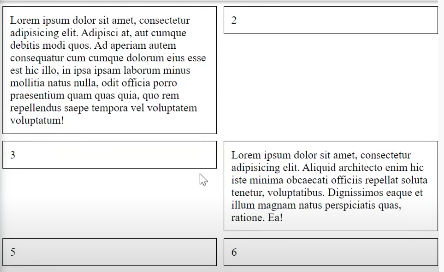 Lorem ipsum dolor sit amet, consectetur
adipisicing elit. Adipisci at, aut cumque
debitis modi quos. Ad aperiam autem
consequatur cum cumque dolorum eius esse
est hic illo, in ipsa ipsam laborum minus
mollitia natus nulla, odit officia porro
praesentium quam quas quia, quo rem
repellendus saepe tempora vel voluptatem
voluptatum!
2
3
Lorem ipsum dolor sit amet, consectetur
adipisicing elit. Aliquid architecto enim hic
iste minima obcaecati officiis repellat soluta
tenetur, voluptatibus. Dignissimos eaque et
illum magnam natus perspiciatis quas,
ratione. Ea!
5
6